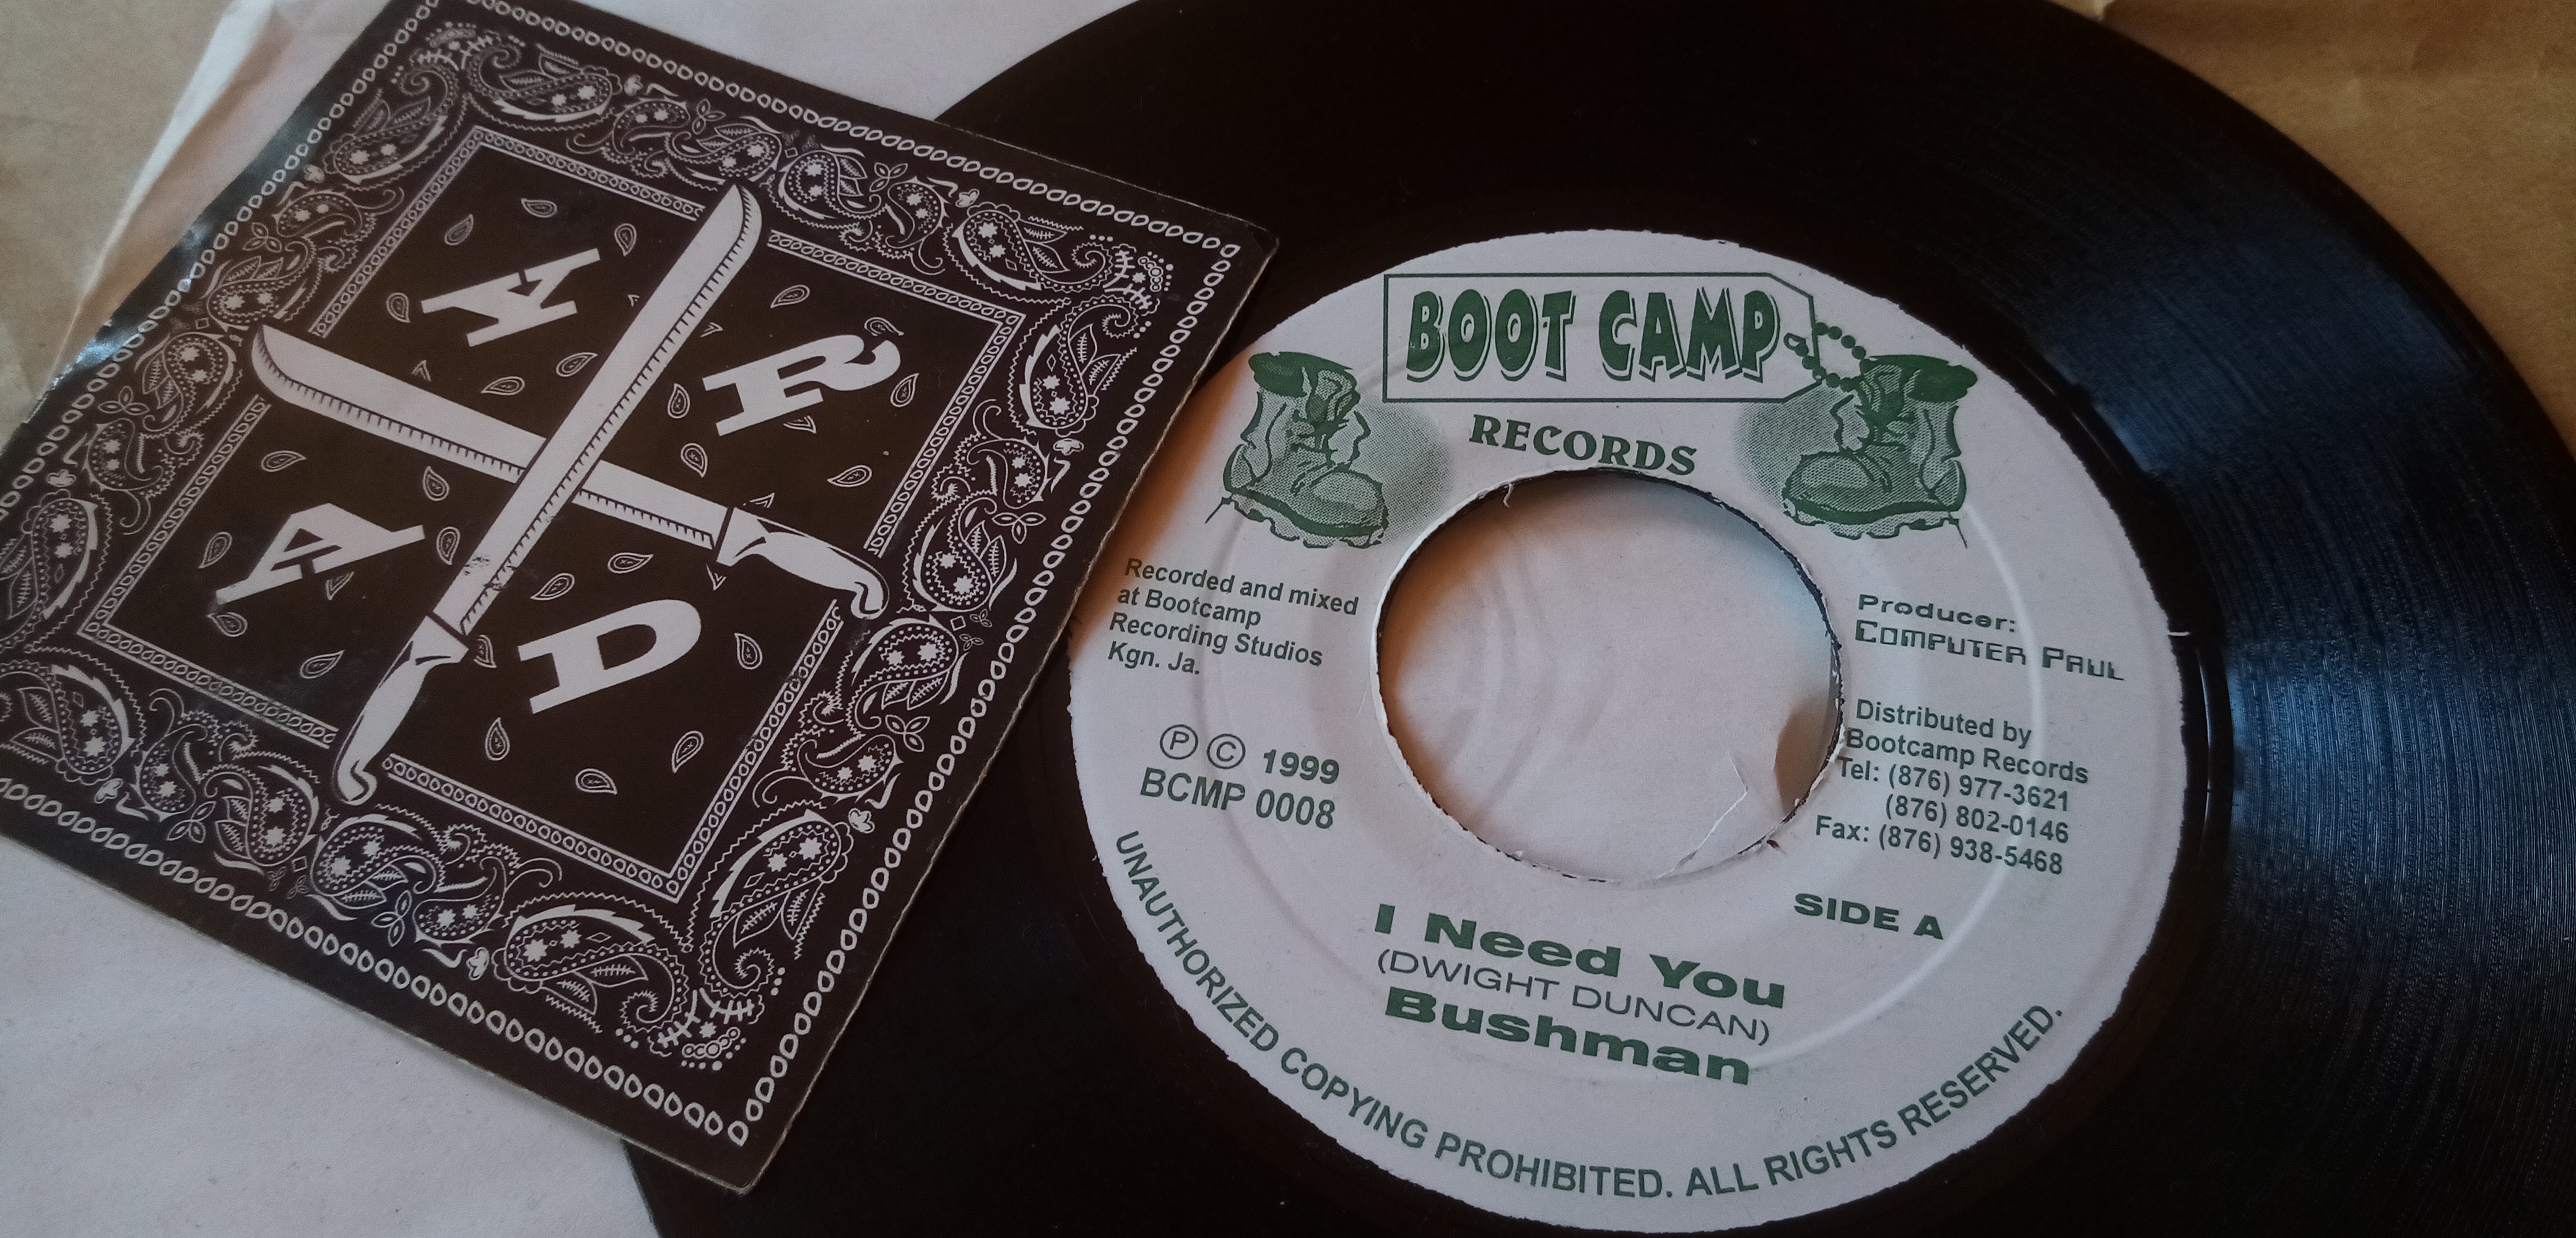 A R
A D
BOOT CAMP
RECORDS
Recorded and mixed
at Bootcamp
Recording Studios
Kgn. Ja.
Ⓟ © 1999
BCMP 0008
Producer:
COMPUTER PAUL
Distributed by
Bootcamp Records
Tel: (876) 977-3621
(876) 802-0146
Fax: (876) 938-5468
SIDE A
I Need You
(DWIGHT DUNCAN)
Bushman
UNAUTHORIZED COPYING PROHIBITED. ALL RIGHTS RESERVED.